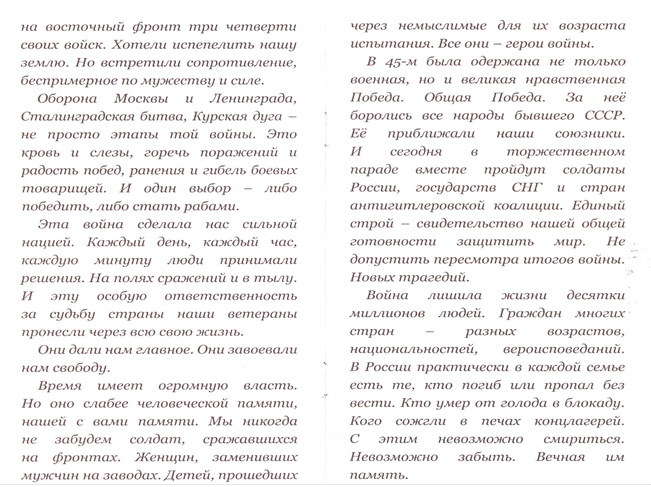 на восточный фронт три четверти
своих войск. Хотели испепелить нашу
землю. Но встретили сопротивление,
беспримерное по мужеству и силе.
Оборона Москвы и Ленинграда,
Сталинградская битва, Курская дуга –
не просто этапы той войны. Это
кровь и слезы, горечь поражений и
радость побед, ранения и гибель боевых
товарищей. И один выбор – либо
победить, либо стать рабами.
Эта война сделала нас сильной
нацией. Каждый день, каждый час,
каждую минуту люди принимали
решения. На полях сражений и в тылу.
И эту особую ответственность
за судьбу страны наши ветераны
пронесли через всю свою жизнь.
Они дали нам главное. Они завоевали
нам свободу.
Время имеет огромную власть.
Но оно слабее человеческой памяти,
нашей с вами памяти. Мы никогда
не забудем солдат, сражавшихся
на фронтах. Женщин, заменивших
мужчин на заводах. Детей, прошедших
через немыслимые для их возраста
испытания. Все они – герои войны.
В 45-м была одержана не только
военная, но и великая нравственная
Победа. Общая Победа. За неё
боролись все народы бывшего СССР.
Её приближали наши союзники.
И сегодня в торжественном
параде вместе пройдут солдаты
России, государств СНГ и стран
антигитлеровской коалиции. Единый
строй – свидетельство нашей общей
готовности защитить мир. Не
допустить пересмотра итогов войны.
Новых трагедий.
Война лишила жизни десятки
миллионов людей. Граждан многих
стран – разных возрастов,
национальностей, вероисповеданий.
В России практически в каждой семье
есть те, кто погиб или пропал без
вести. Кто умер от голода в блокаду.
Кого сожгли в печах концлагерей.
С этим невозможно смириться.
Невозможно забыть. Вечная им
память.